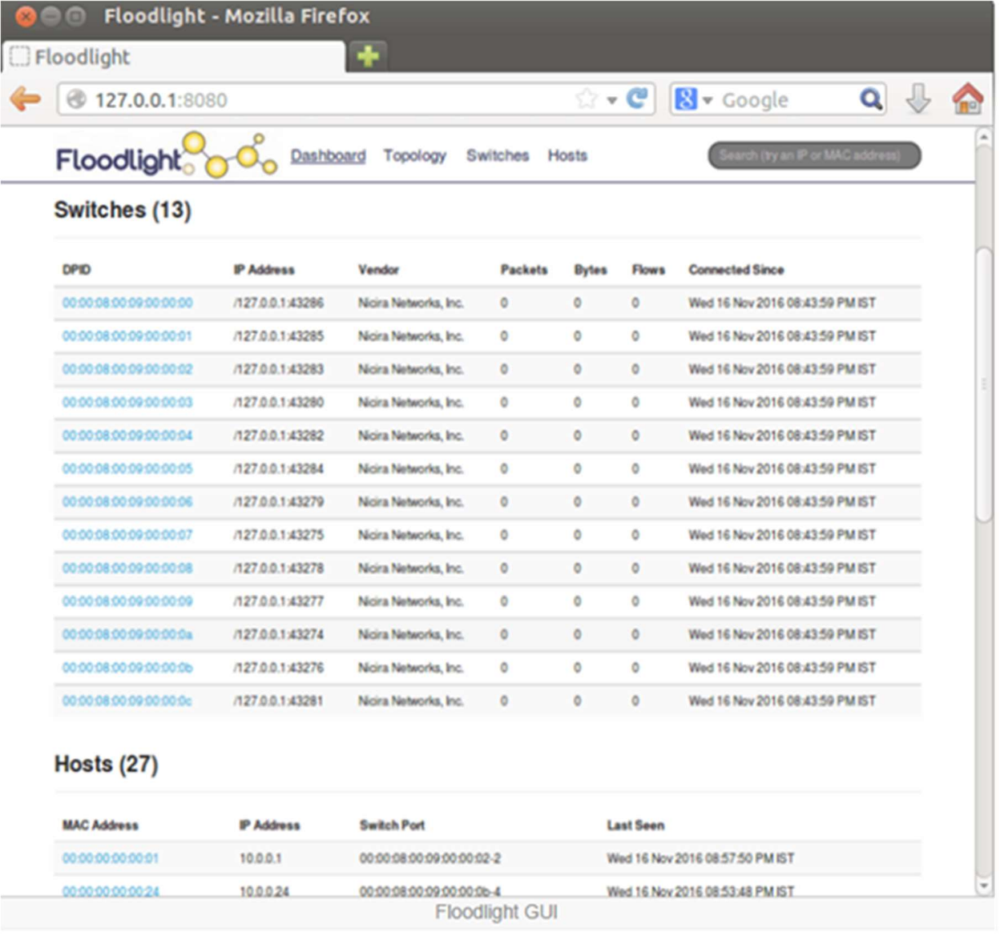 Floodlight - Mozilla Firefox
Floodlight
127.0.0.1:8080
Google
Floodlight Dashboard Topology Switches Hosts Search (try an IP or MAC address)
Switches (13)
DPID IP Address Vendor Packets Bytes Flows Connected Since
00:00:08:00:09:00:00:00 /127.0.0.1:43286 Nicira Networks, Inc. 0 0 0 Wed 16 Nov 2016 08:43:59 PM IST
00:00:08:00:09:00:00:01 /127.0.0.1:43285 Nicira Networks, Inc. 0 0 0 Wed 16 Nov 2016 08:43:59 PM IST
00:00:08:00:09:00:00:02 /127.0.0.1:43283 Nicira Networks, Inc. 0 0 0 Wed 16 Nov 2016 08:43:59 PM IST
00:00:08:00:09:00:00:03 /127.0.0.1:43280 Nicira Networks, Inc. 0 0 0 Wed 16 Nov 2016 08:43:59 PM IST
00:00:08:00:09:00:00:04 /127.0.0.1:43282 Nicira Networks, Inc. 0 0 0 Wed 16 Nov 2016 08:43:59 PM IST
00:00:08:00:09:00:00:05 /127.0.0.1:43284 Nicira Networks, Inc. 0 0 0 Wed 16 Nov 2016 08:43:59 PM IST
00:00:08:00:09:00:00:06 /127.0.0.1:43279 Nicira Networks, Inc. 0 0 0 Wed 16 Nov 2016 08:43:59 PM IST
00:00:08:00:09:00:00:07 /127.0.0.1:43275 Nicira Networks, Inc. 0 0 0 Wed 16 Nov 2016 08:43:59 PM IST
00:00:08:00:09:00:00:08 /127.0.0.1:43278 Nicira Networks, Inc. 0 0 0 Wed 16 Nov 2016 08:43:59 PM IST
00:00:08:00:09:00:00:09 /127.0.0.1:43277 Nicira Networks, Inc. 0 0 0 Wed 16 Nov 2016 08:43:59 PM IST
00:00:08:00:09:00:00:0a /127.0.0.1:43274 Nicira Networks, Inc. 0 0 0 Wed 16 Nov 2016 08:43:59 PM IST
00:00:08:00:09:00:00:0b /127.0.0.1:43276 Nicira Networks, Inc. 0 0 0 Wed 16 Nov 2016 08:43:59 PM IST
00:00:08:00:09:00:00:0c /127.0.0.1:43281 Nicira Networks, Inc. 0 0 0 Wed 16 Nov 2016 08:43:59 PM IST
Hosts (27)
MAC Address IP Address Switch Port Last Seen
00:00:00:00:00:01 10.0.0.1 00:00:08:00:09:00:00:02-2 Wed 16 Nov 2016 08:57:50 PM IST
00:00:00:00:00:24 10.0.0.24 00:00:08:00:09:00:00:0b-4 Wed 16 Nov 2016 08:53:48 PM IST
Floodlight GUI